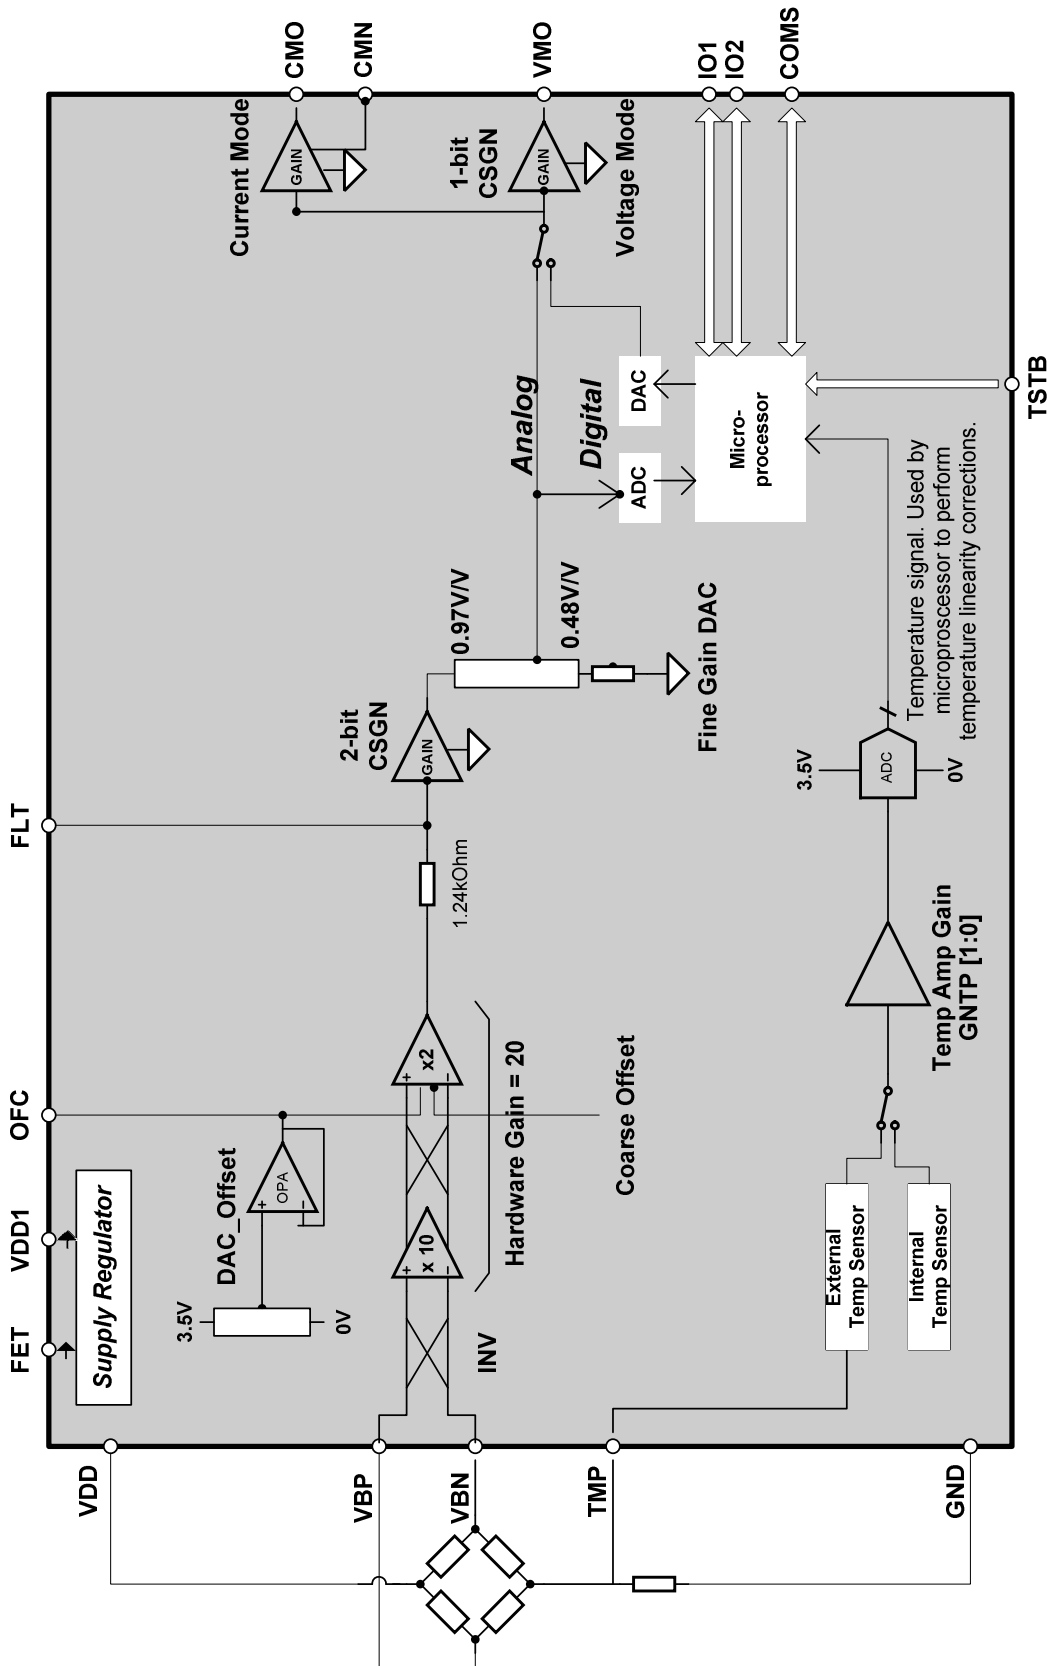 FET
VDD1
OFC
FLT
Supply Regulator
3.5V
0V
DAC_Offset
OPA
+
−
VDD
VBP
VBN
TMP
GND
INV
+
−
x 10
+
−
x2
Hardware Gain = 20
Coarse Offset
1.24kOhm
2-bit
CSGN
GAIN
0.97V/V
0.48V/V
Fine Gain DAC
Analog
Digital
ADC
DAC
Micro-
processor
Current Mode
GAIN
1-bit
CSGN
GAIN
Voltage Mode
CMO
CMN
VMO
IO1
IO2
COMS
TSTB
External
Temp Sensor
Internal
Temp Sensor
Temp Amp Gain
GNTP [1:0]
3.5V
ADC
0V
Temperature signal. Used by
microproscessor to perform
temperature linearity corrections.